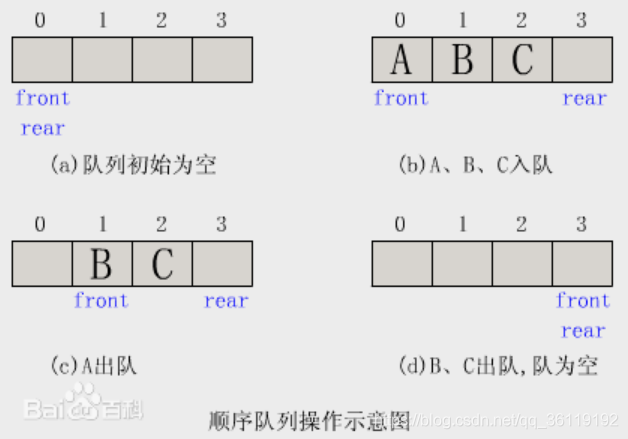 0 1 2 3
front
rear
(a)队列初始为空
0 1 2 3
A B C
front rear
(b)A、B、C入队
0 1 2 3
B C
front rear
(c)A出队
0 1 2 3
front
rear
(d)B、C出队,队为空
Baidu百科
顺序队列操作示意图
https://blog.csdn.net/qq_36119192